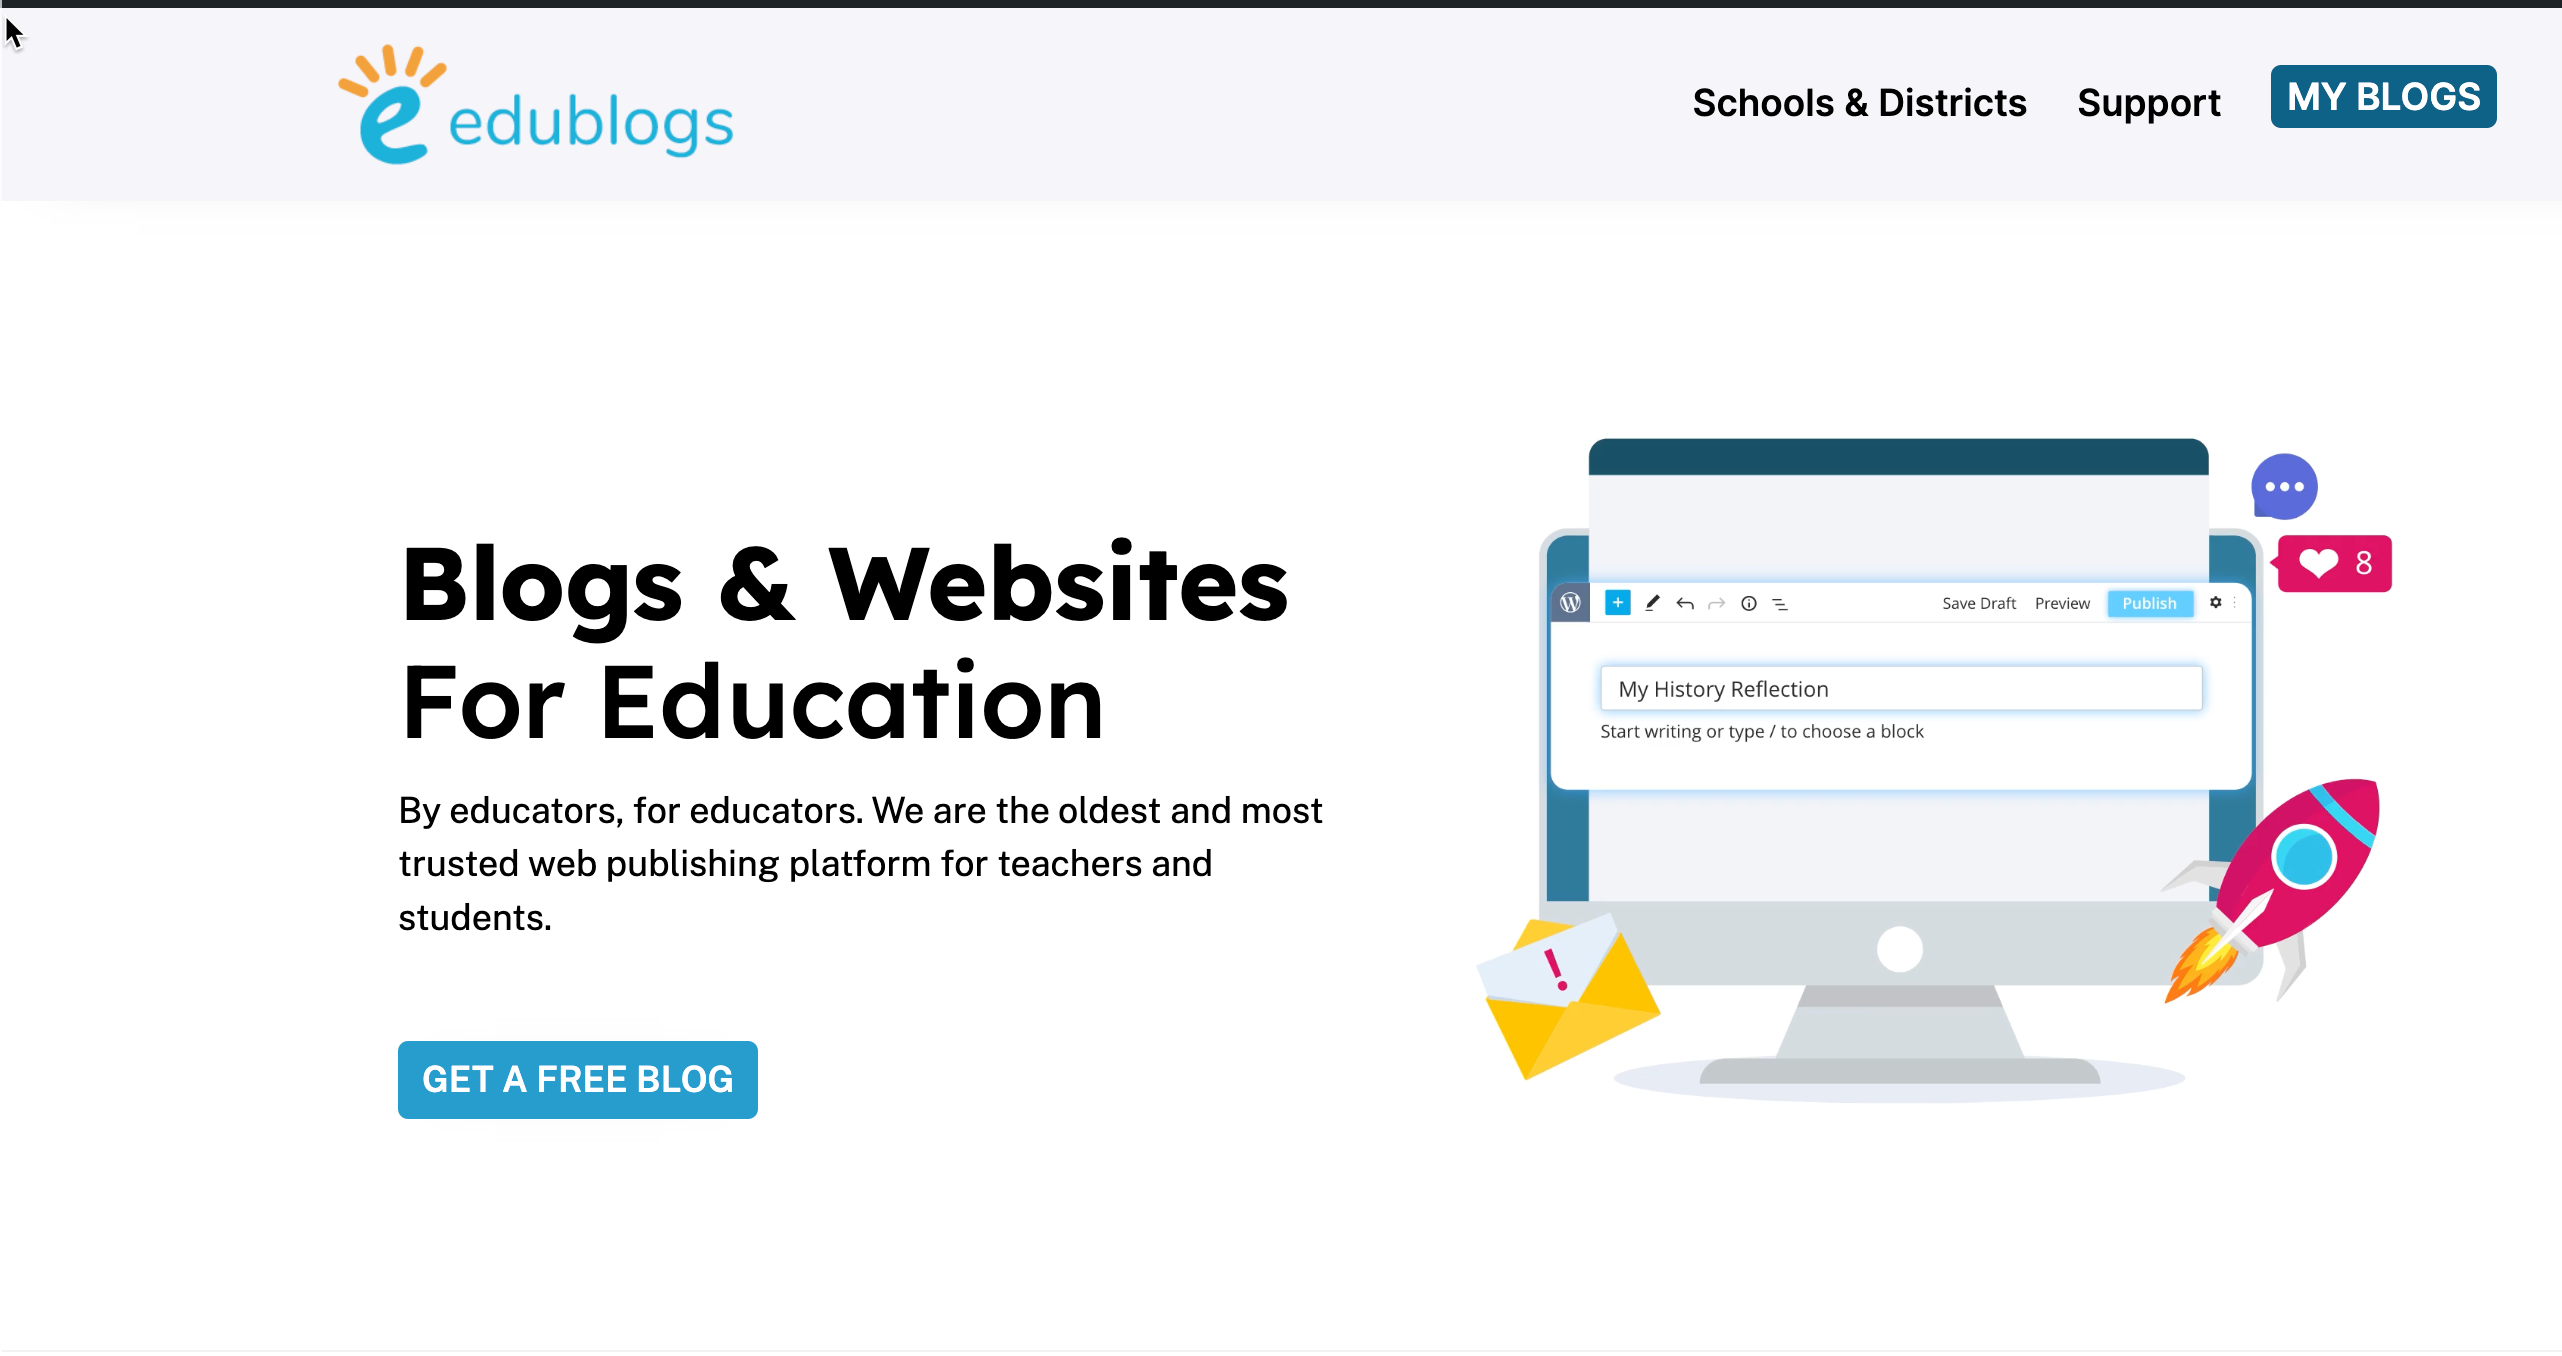 edublogs
Schools & Districts
Support
MY BLOGS
Blogs & Websites
For Education
By educators, for educators. We are the oldest and most
trusted web publishing platform for teachers and
students.
GET A FREE BLOG
8
Save Draft
Preview
Publish
My History Reflection
Start writing or type / to choose a block
!